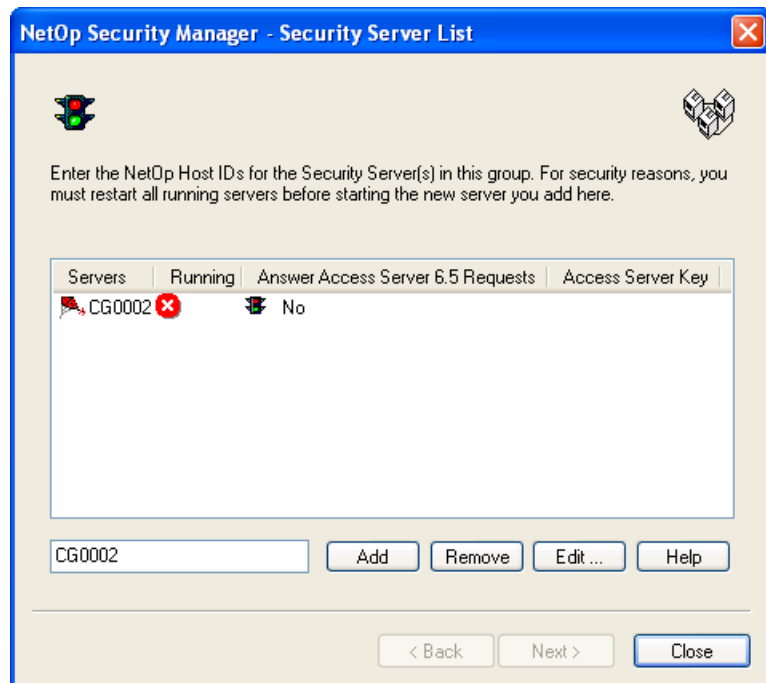 NetOp Security Manager - Security Server List
Enter the NetOp Host IDs for the Security Server(s) in this group. For security reasons, you
must restart all running servers before starting the new server you add here.
Servers Running Answer Access Server 6.5 Requests Access Server Key
CG0002 No
CG0002 Add Remove Edit ... Help
< Back Next > Close